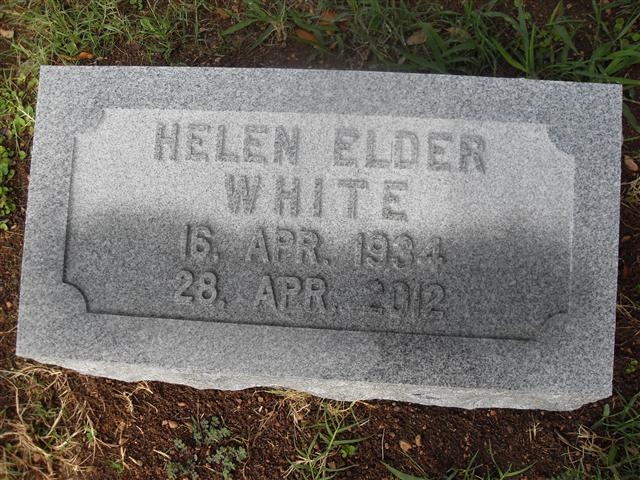 HELEN ELDER
WHITE
16. APR. 1934
28. APR. 2012